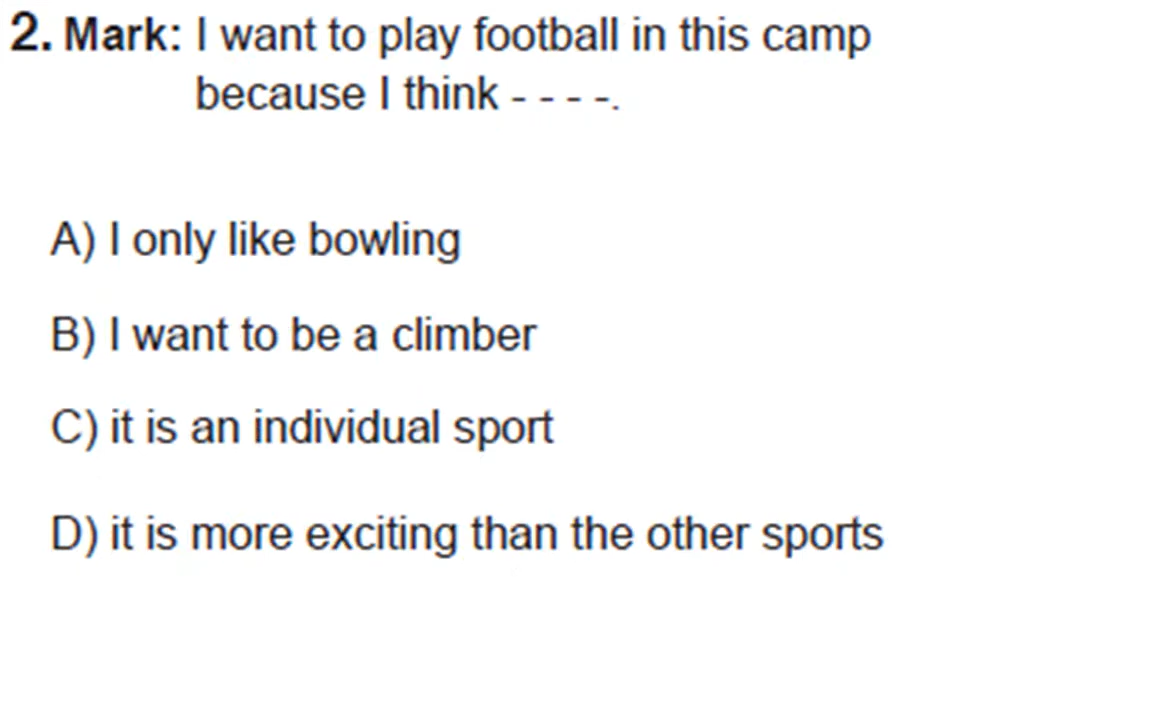 2. Mark: I want to play football in this camp
because I think - - - -.
A) I only like bowling
B) I want to be a climber
C) it is an individual sport
D) it is more exciting than the other sports